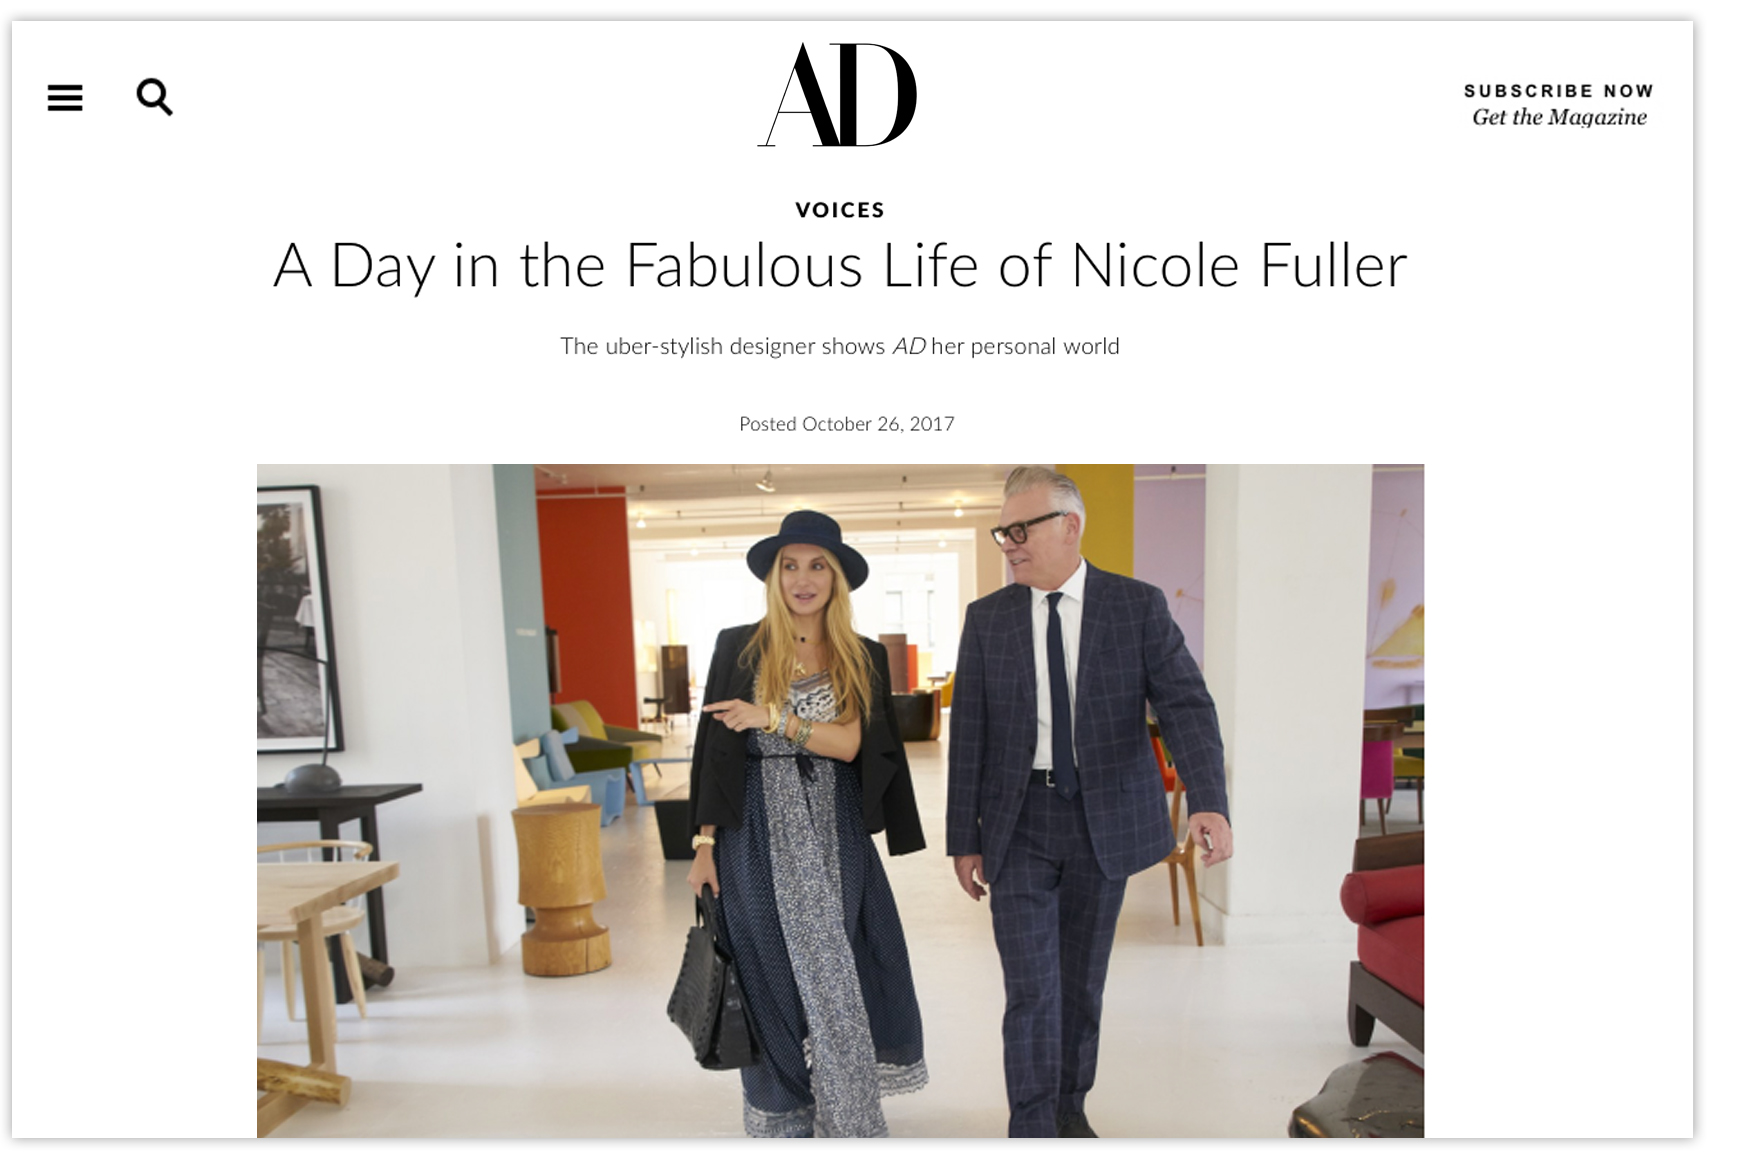 AD
SUBSCRIBE NOW
Get the Magazine
VOICES
A Day in the Fabulous Life of Nicole Fuller
The uber-stylish designer shows AD her personal world
Posted October 26, 2017